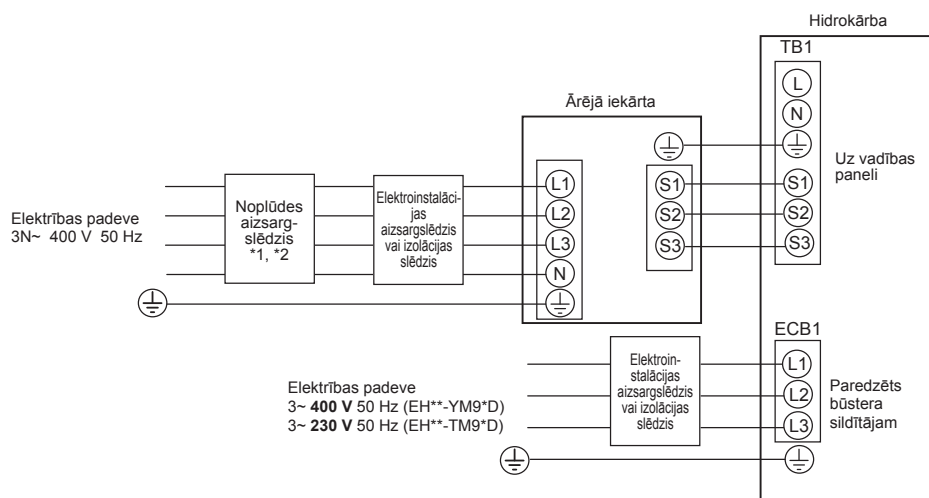 Hidrokārba
TB1
L
N
Uz vadības
paneli
S1
S2
S3
Ārējā iekārta
S1
S2
S3
L1
L2
L3
N
Elektroinstalāci-
jas
aizsargslēdzis
vai izolācijas
slēdzis
Noplūdes
aizsarg-
slēdzis
*1, *2
Elektrības padeve
3N~ 400 V 50 Hz
ECB1
L1
L2
L3
Paredzēts
būstera
sildītājam
Elektroin-
stalācijas
aizsargslēdzis
vai izolācijas
slēdzis
Elektrības padeve
3~ 400 V 50 Hz (EH**-YM9*D)
3~ 230 V 50 Hz (EH**-TM9*D)